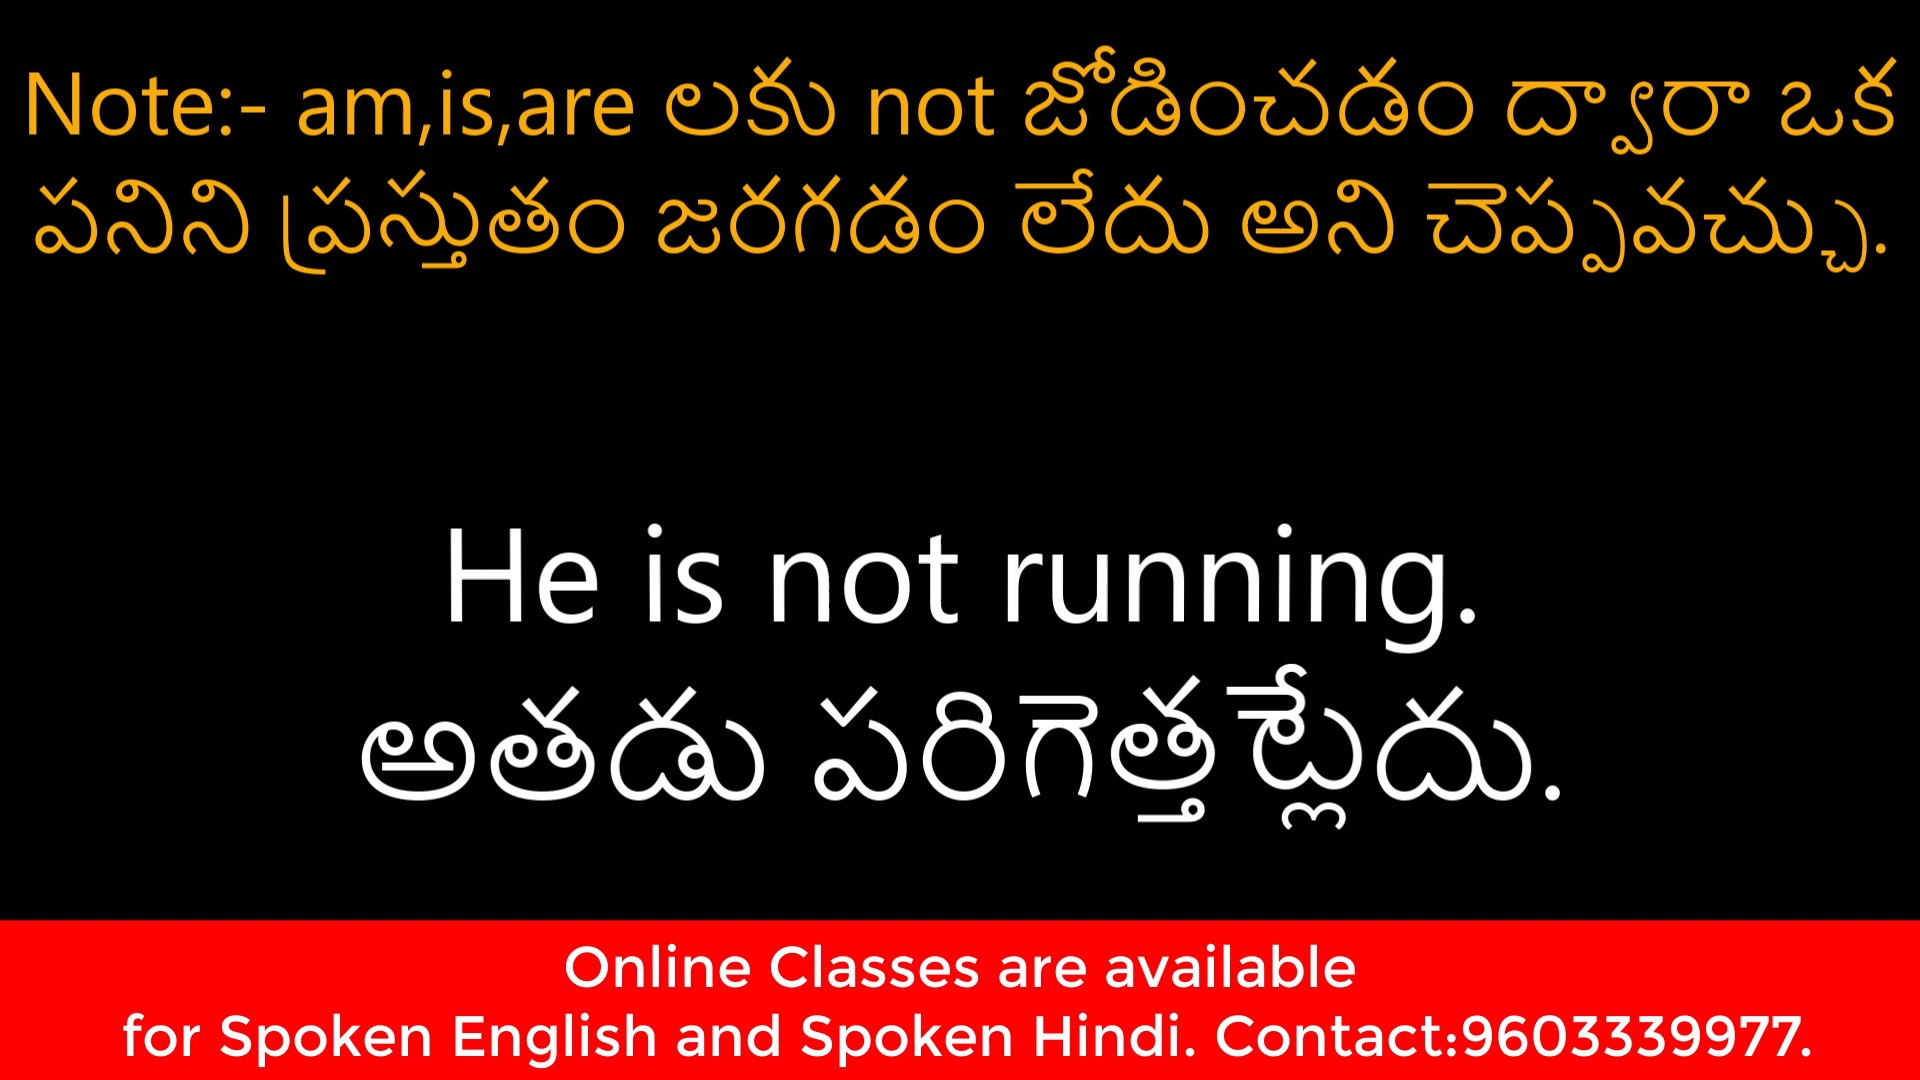 Note:- am,is,are లకు not జోడించడం ద్వారా ఒక
పనిని ప్రస్తుతం జరగడం లేదు అని చెప్పవచ్చు.
He is not running.
అతడు పరిగెత్తట్లేదు.
Online Classes are available
for Spoken English and Spoken Hindi. Contact:9603339977.